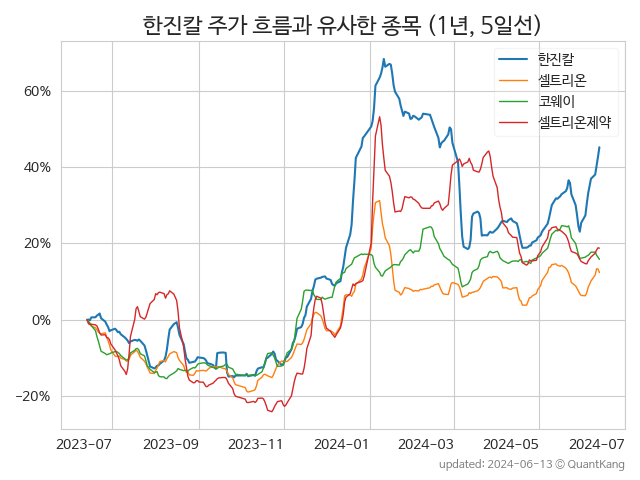 한진칼 주가 흐름과 유사한 종목 (1년, 5일선)
한진칼
셀트리온
코웨이
셀트리온제약
60%
40%
20%
0%
−20%
2023-07 2023-09 2023-11 2024-01 2024-03 2024-05 2024-07
updated: 2024-06-13 © QuantKang